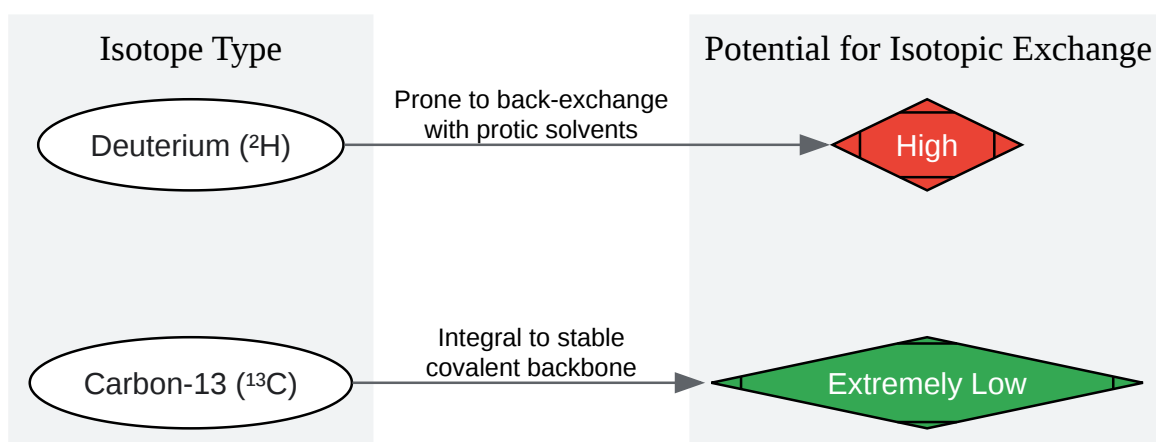 Isotope Type
Potential for Isotopic Exchange
Prone to back-exchange
with protic solvents
Deuterium (²H)
High
Integral to stable
covalent backbone
Carbon-13 (¹³C)
Extremely Low